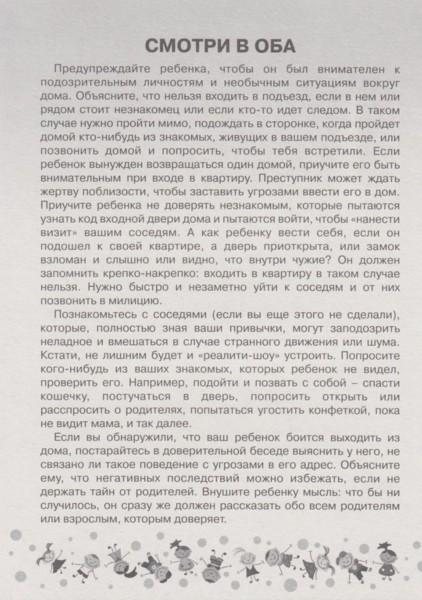 СМОТРИ В ОБА
Предупреждайте ребенка, чтобы он был внимателен к
подозрительным личностям и необычным ситуациям вокруг
дома. Объясните, что нельзя входить в подъезд, если в нем или
рядом стоит незнакомец или если кто-то идет следом. В таком
случае нужно пройти мимо, подождать в сторонке, когда пройдет
домой кто-нибудь из знакомых, живущих в вашем подъезде, или
позвонить домой и попросить, чтобы тебя встретили. Если
ребенок вынужден возвращаться один домой, приучите его быть
внимательным при входе в квартиру. Преступник может ждать
жертву поблизости, чтобы заставить угрозами ввести его в дом.
Приучите ребенка не доверять незнакомым, которые пытаются
узнать код входной двери дома и пытаются войти, чтобы «нанести
визит» вашим соседям. А как ребенку вести себя, если он
подошел к своей квартире, а дверь приоткрыта, или замок
взломан и слышно или видно, что внутри чужие? Он должен
запомнить крепко-накрепко: входить в квартиру в таком случае
нельзя. Нужно быстро и незаметно уйти к соседям и от них
позвонить в милицию.
Познакомьтесь с соседями (если вы еще этого не сделали),
которые, полностью зная ваши привычки, могут заподозрить
неладное и вмешаться в случае странного движения или шума.
Кстати, не лишним будет и «реалити-шоу» устроить. Попросите
кого-нибудь из ваших знакомых, которых ребенок не видел,
проверить его. Например, подойти и позвать с собой – спасти
кошечку, постучаться в дверь, попросить открыть или
расспросить о родителях, попытаться угостить конфеткой, пока
не видит мама, и так далее.
Если вы обнаружили, что ваш ребенок боится выходить из
дома, постарайтесь в доверительной беседе выяснить у него, не
связано ли такое поведение с угрозами в его адрес. Объясните
ему, что негативных последствий можно избежать, если не
держать тайн от родителей. Внушите ребенку мысль: что бы ни
случилось, он сразу же должен рассказать обо всем родителям
или взрослым, которым доверяет.